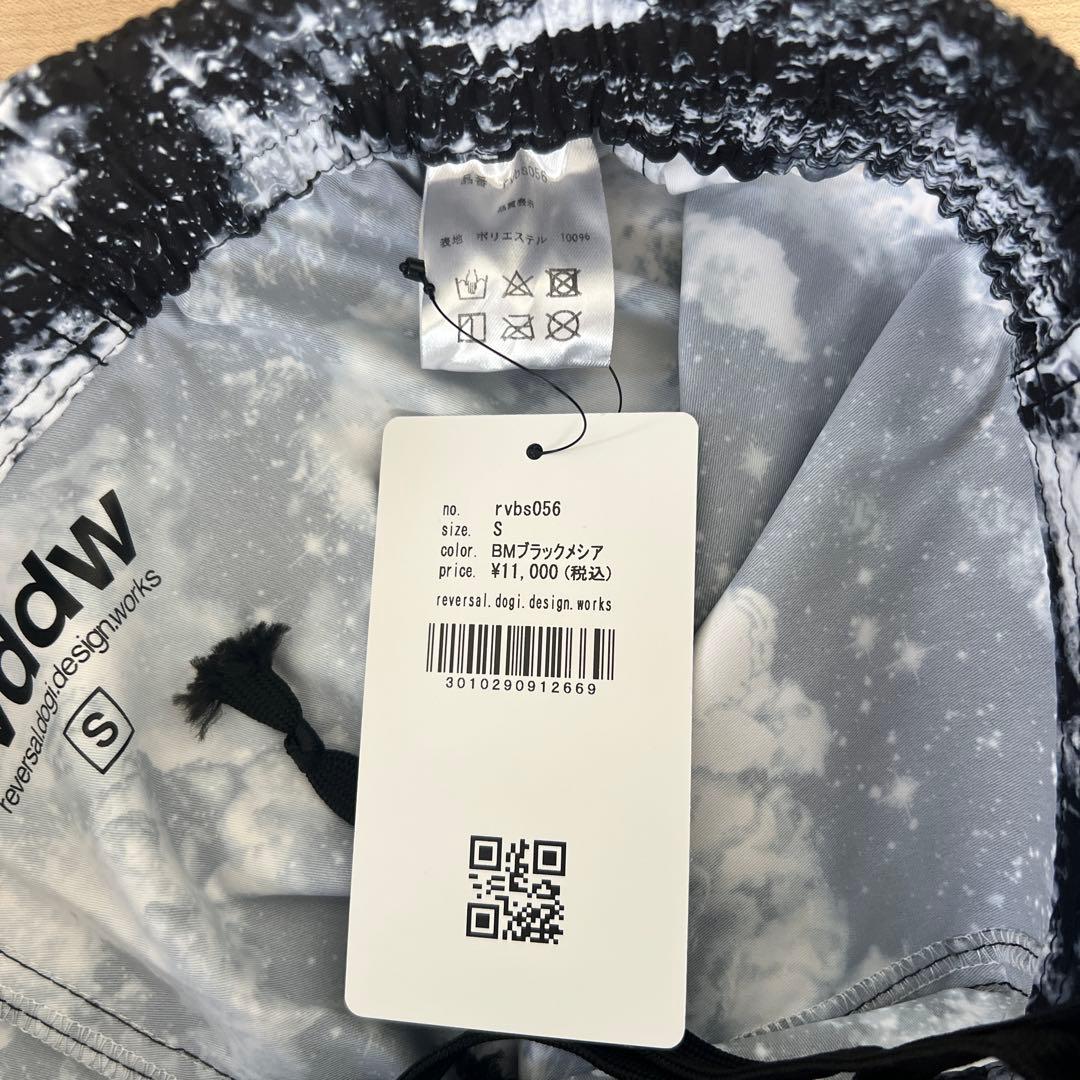 品番 rvbs056
品質表示
表地 ポリエステル 100%
no. rvbs056
size. S
color. BMブラックメシア
price. ¥11,000(税込)
reversal.dogi.design.works
3010290912669
rddw
reversal.dogi.design.works
S